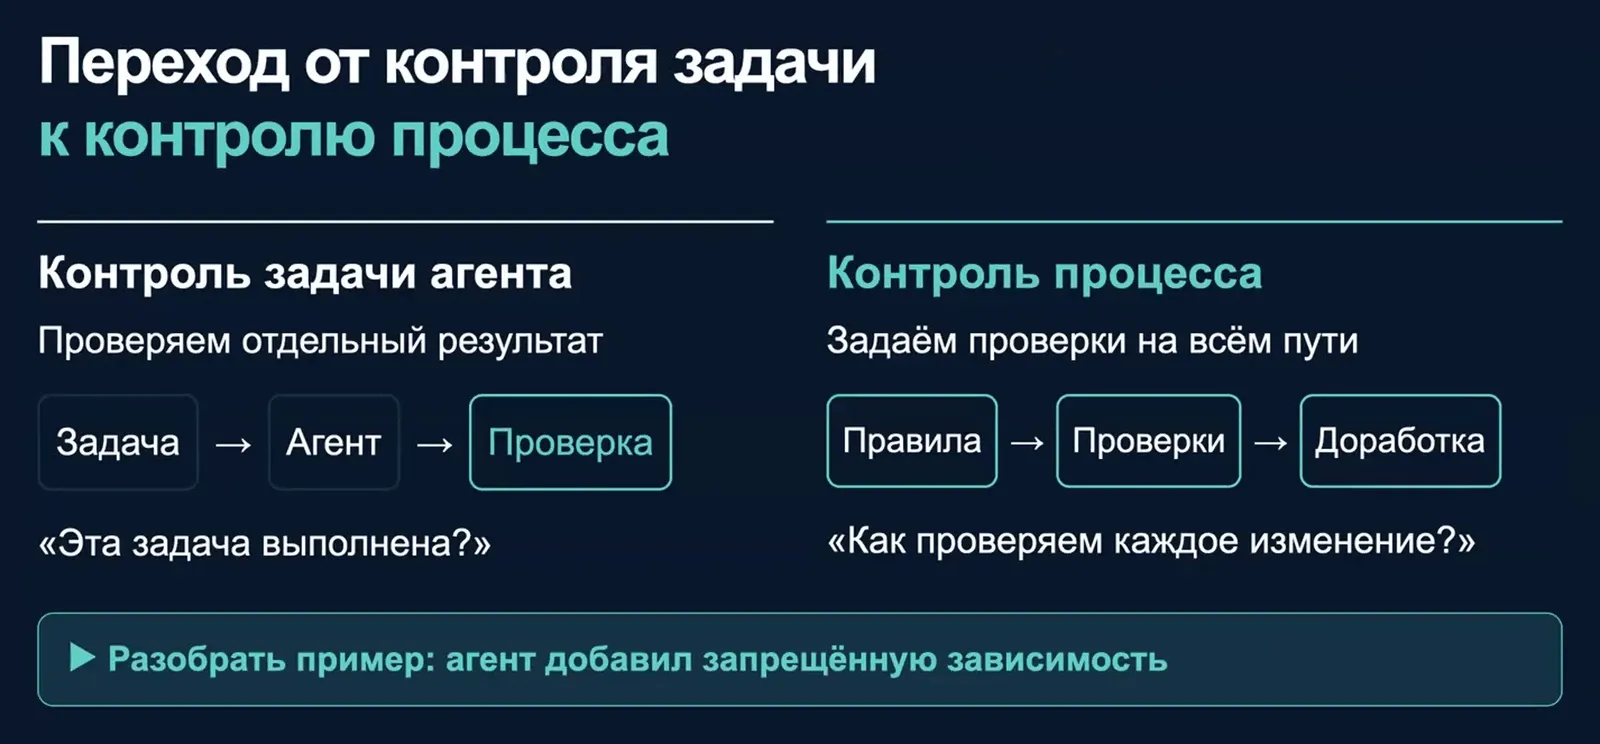 Переход от контроля задачи
к контролю процесса
Контроль задачи агента
Проверяем отдельный результат
Задача → Агент → Проверка
«Эта задача выполнена?»
Контроль процесса
Задаём проверки на всём пути
Правила → Проверки → Доработка
«Как проверяем каждое изменение?»
▶ Разобрать пример: агент добавил запрещённую зависимость